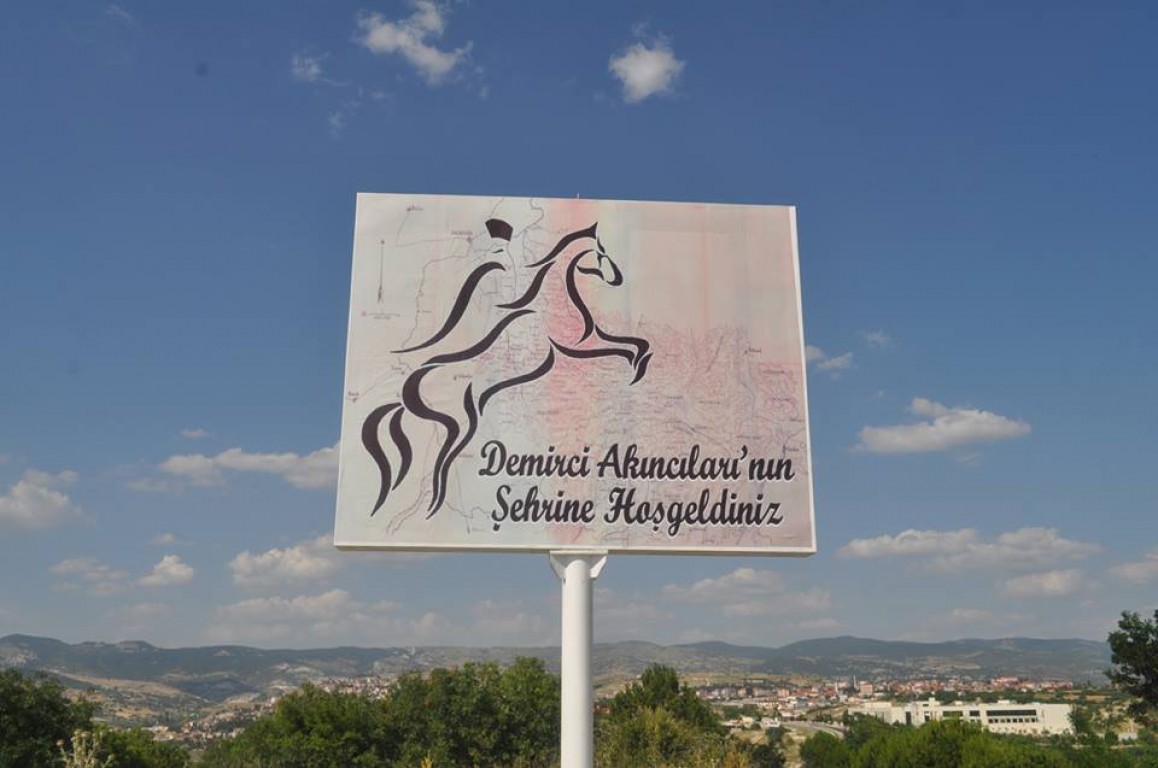 Demirci Akıncıları'nın
Şehrine Hoşgeldiniz